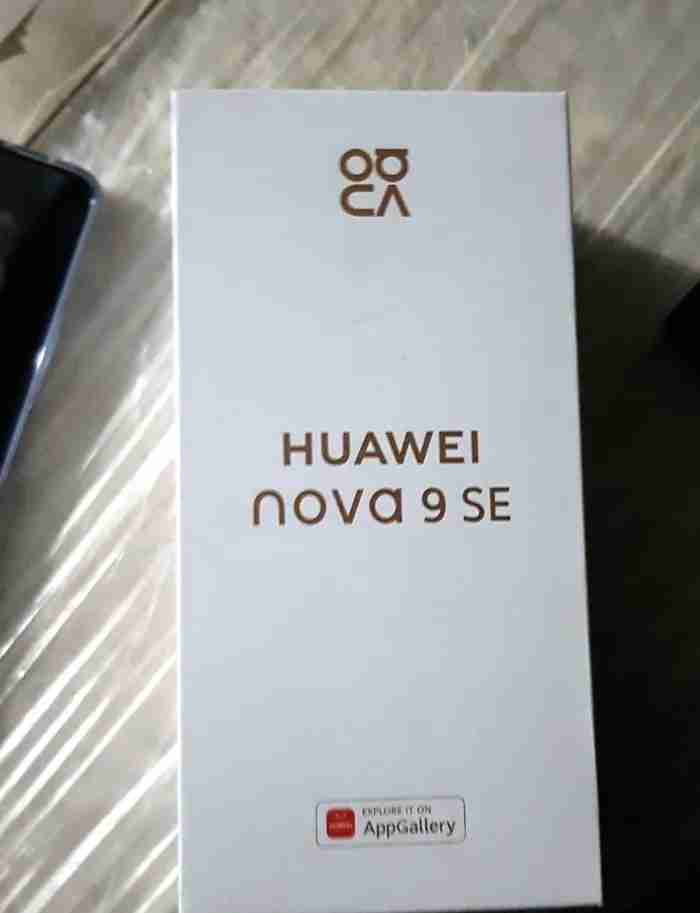 HUAWEI
nova 9 SE
EXPLORE IT ON
AppGallery